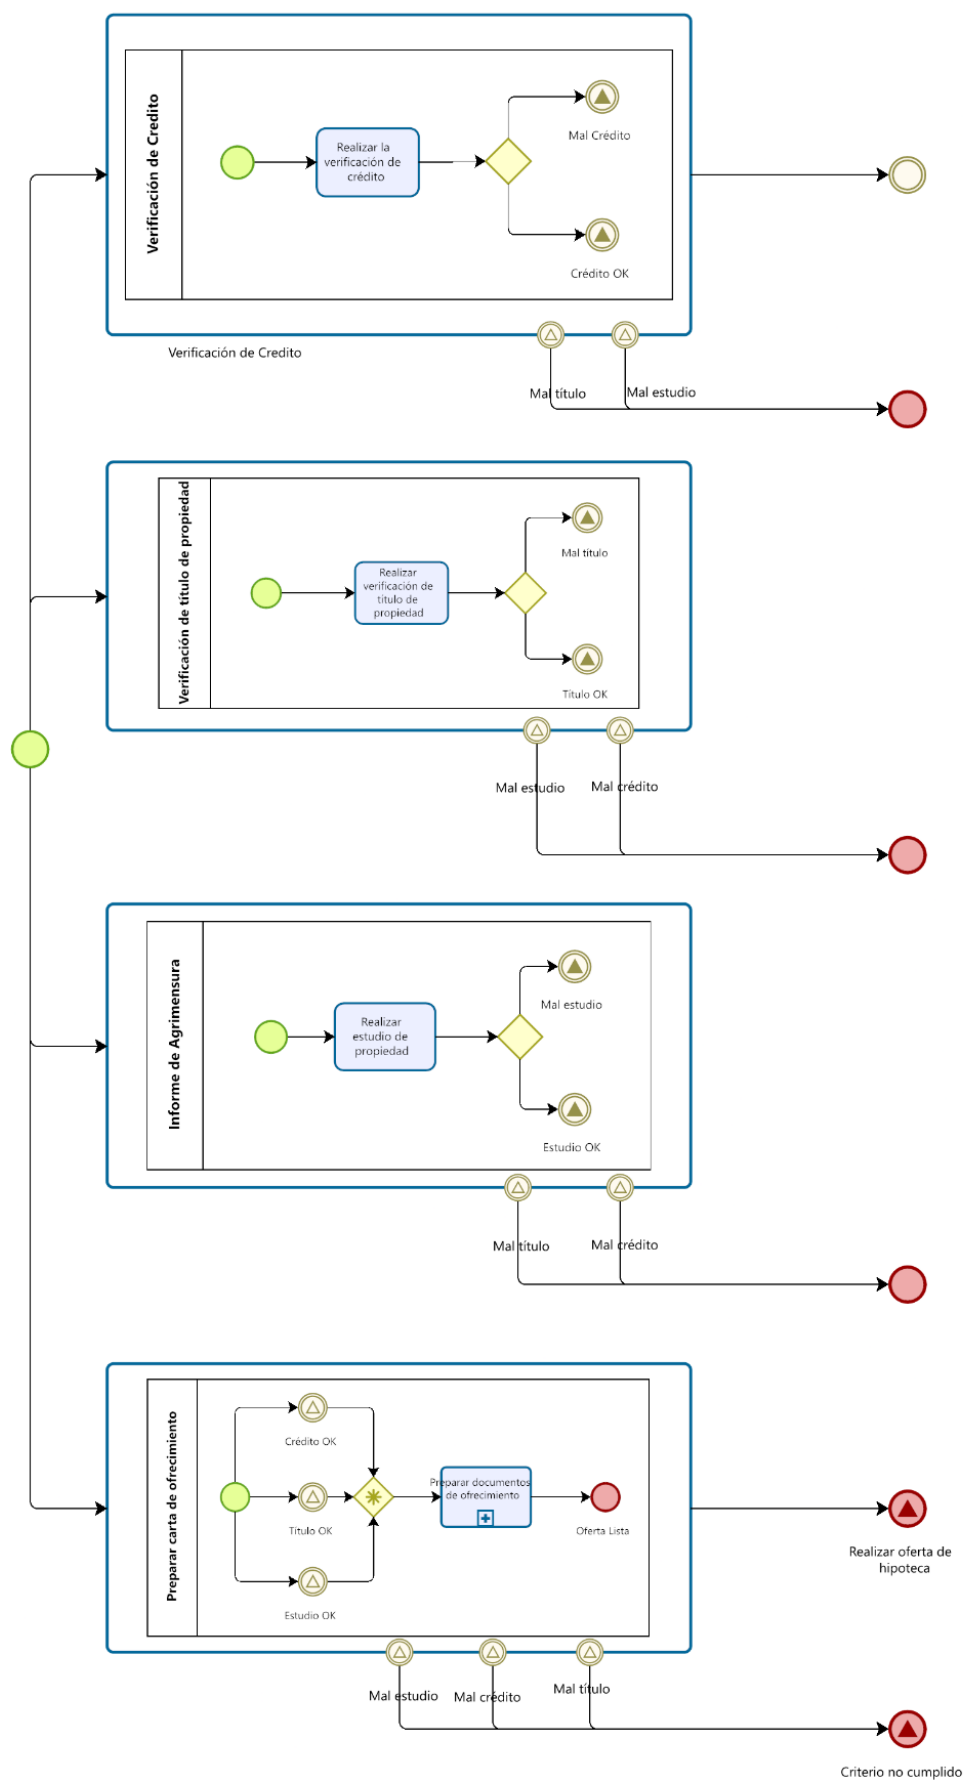 Verificación de Credito
Realizar la
verificación de
crédito
Mal Crédito
Crédito OK
Verificación de Credito
Mal título
Mal estudio
Verificación de título de propiedad
Realizar
verificación de
título de
propiedad
Mal título
Título OK
Mal estudio
Mal crédito
Informe de Agrimensura
Realizar
estudio de
propiedad
Mal estudio
Estudio OK
Mal título
Mal crédito
Preparar carta de ofrecimiento
Crédito OK
Título OK
Estudio OK
Preparar documentos
de ofrecimiento
Oferta Lista
Realizar oferta de
hipoteca
Mal estudio
Mal crédito
Mal título
Criterio no cumplido